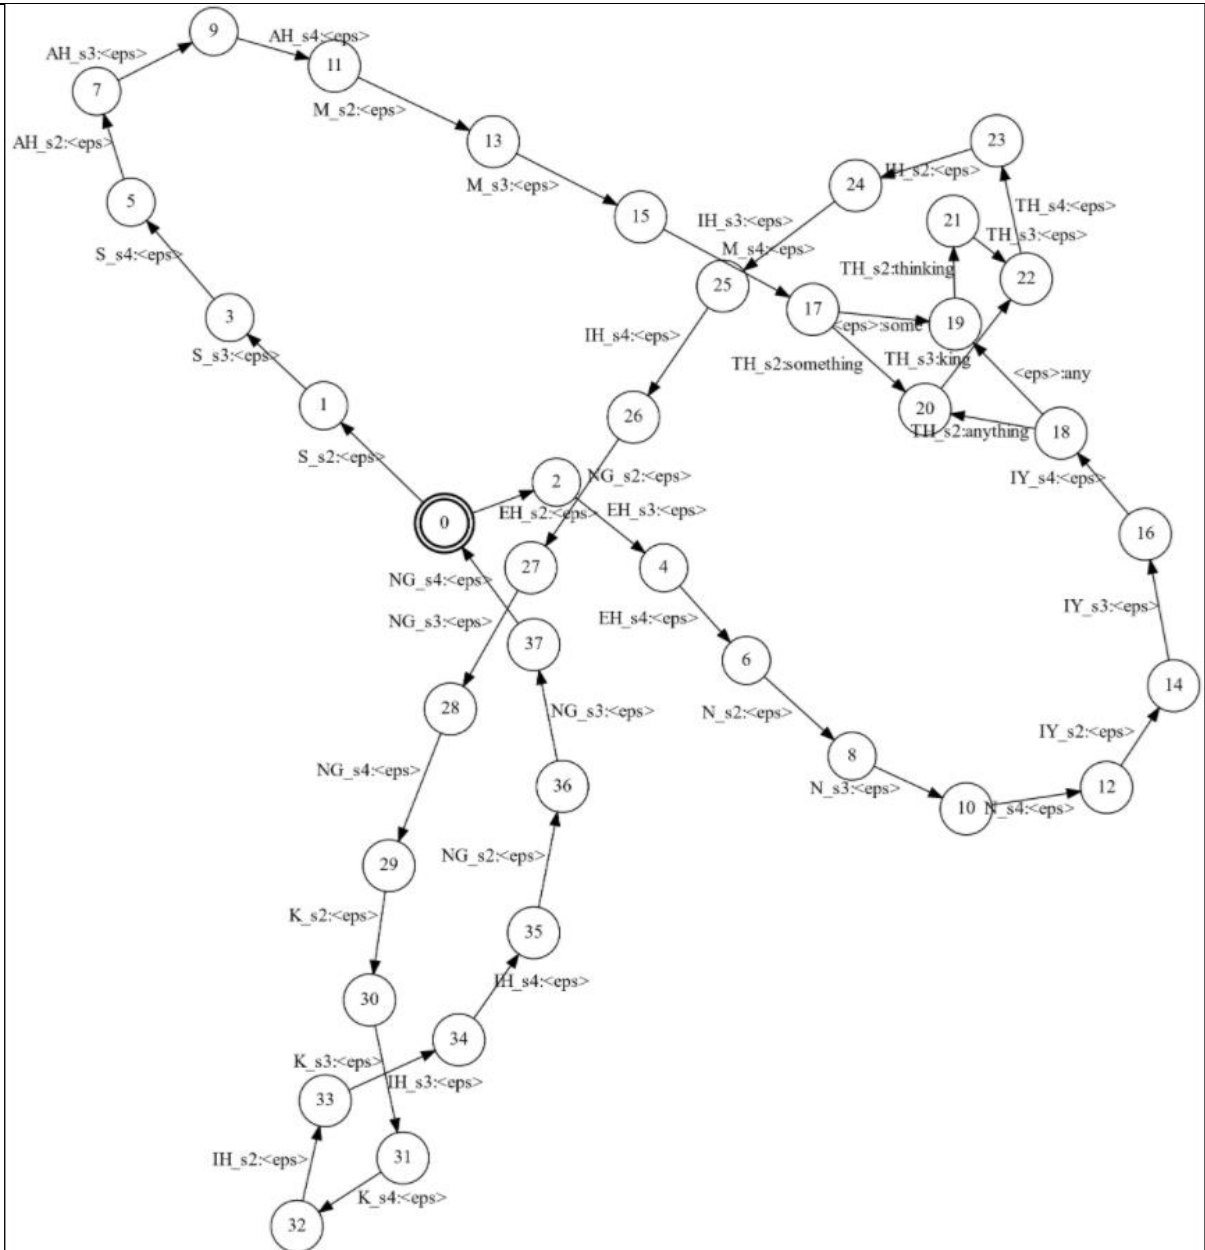 9
AH_s4:<eps>
AH_s3:<eps>
11
7
M_s2:<eps>
AH_s2:<eps>
13
23
IH_s2:<eps>
24
M_s3:<eps>
5
15
TH_s4:<eps>
IH_s3:<eps>
21
TH_s3:<eps>
S_s4:<eps>
M_s4:<eps>
TH_s2:thinking
22
25
17
3
<eps>:some
19
IH_s4:<eps>
S_s3:<eps>
TH_s2:something
TH_s3:king
<eps>:any
1
20
26
TH_s2:anything
18
S_s2:<eps>
NG_s2:<eps>
IY_s4:<eps>
2
EH_s2:<eps>
EH_s3:<eps>
0
16
27
4
NG_s4:<eps>
IY_s3:<eps>
NG_s3:<eps>
EH_s4:<eps>
37
6
14
28
NG_s3:<eps>
N_s2:<eps>
IY_s2:<eps>
8
NG_s4:<eps>
36
N_s3:<eps>
12
10
N_s4:<eps>
NG_s2:<eps>
29
K_s2:<eps>
35
IH_s4:<eps>
30
34
K_s3:<eps>
IH_s3:<eps>
33
IH_s2:<eps>
31
K_s4:<eps>
32